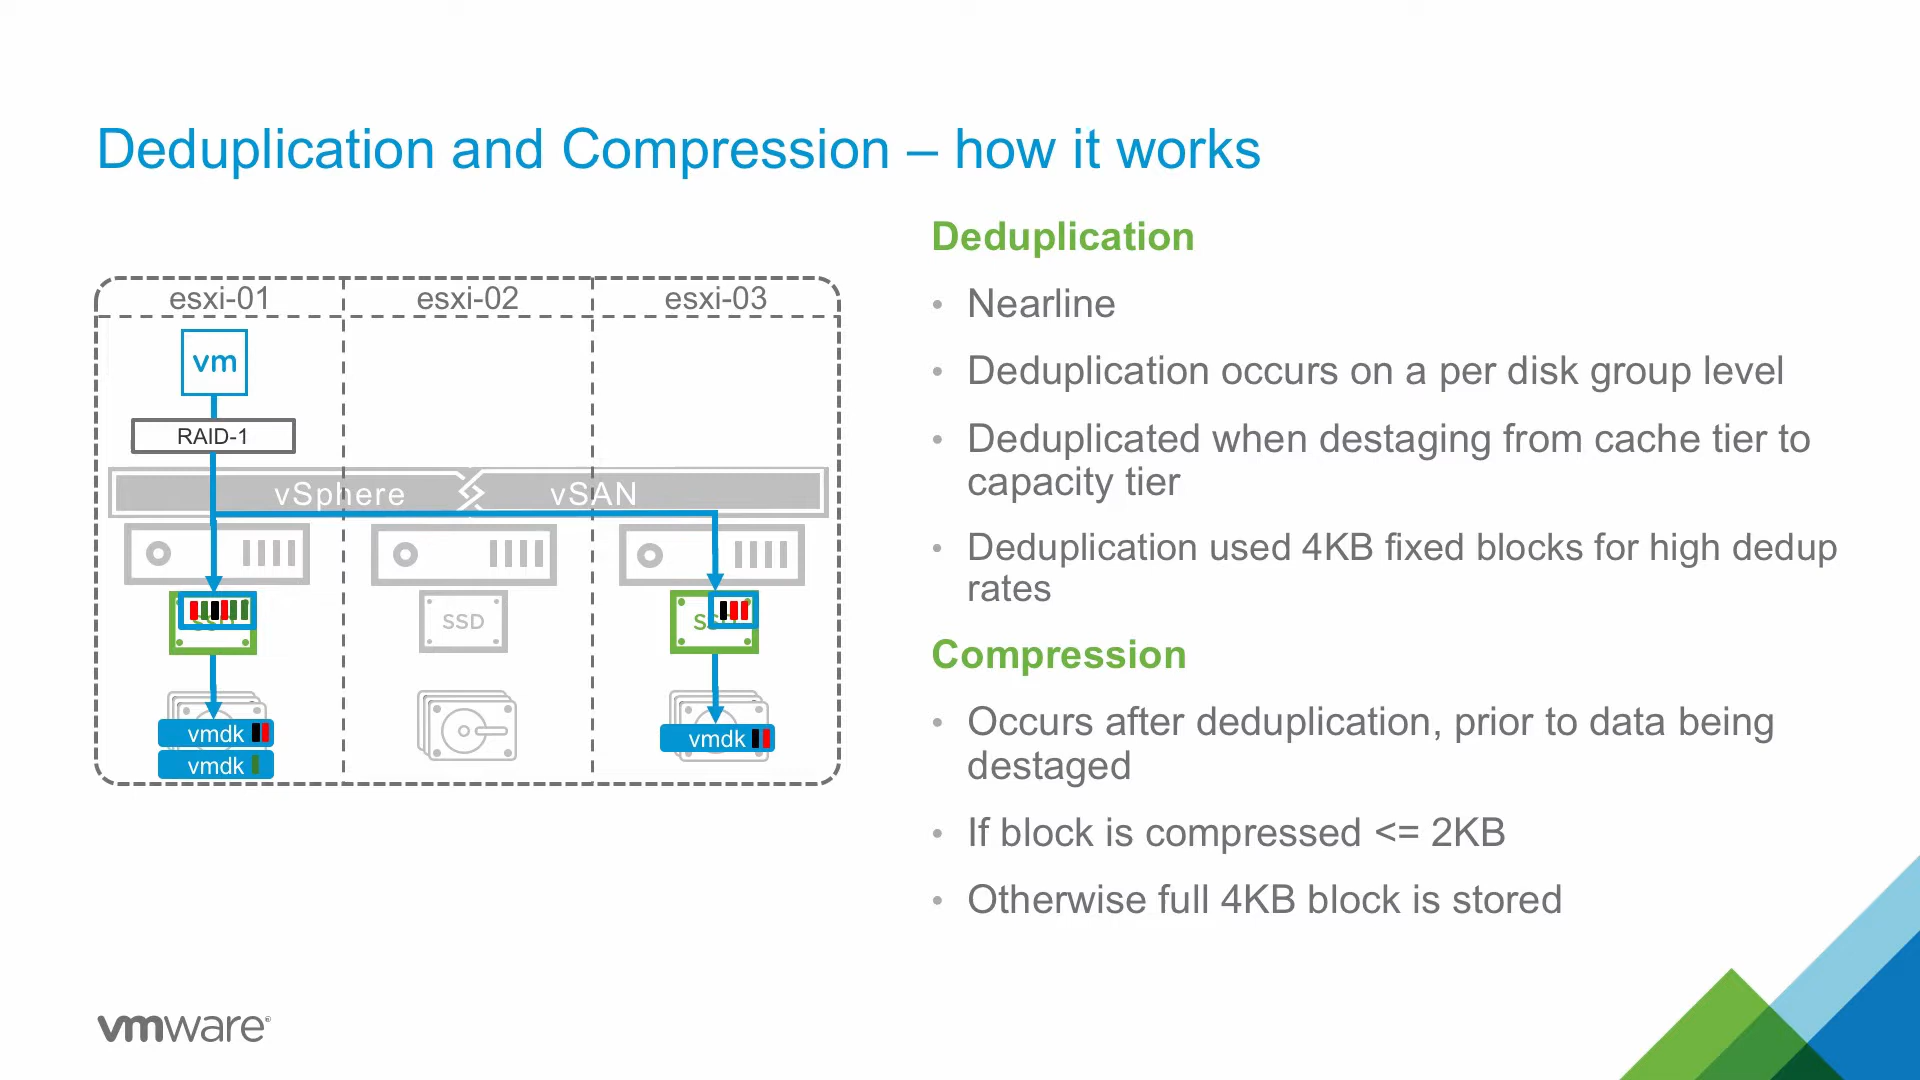 Deduplication and Compression – how it works
esxi-01
esxi-02
esxi-03
vm
RAID-1
vSphere
vSAN
SSD
vmdk
vmdk
vmdk
Deduplication
• Nearline
• Deduplication occurs on a per disk group level
• Deduplicated when destaging from cache tier to
capacity tier
• Deduplication used 4KB fixed blocks for high dedup
rates
Compression
• Occurs after deduplication, prior to data being
destaged
• If block is compressed <= 2KB
• Otherwise full 4KB block is stored
vmware®